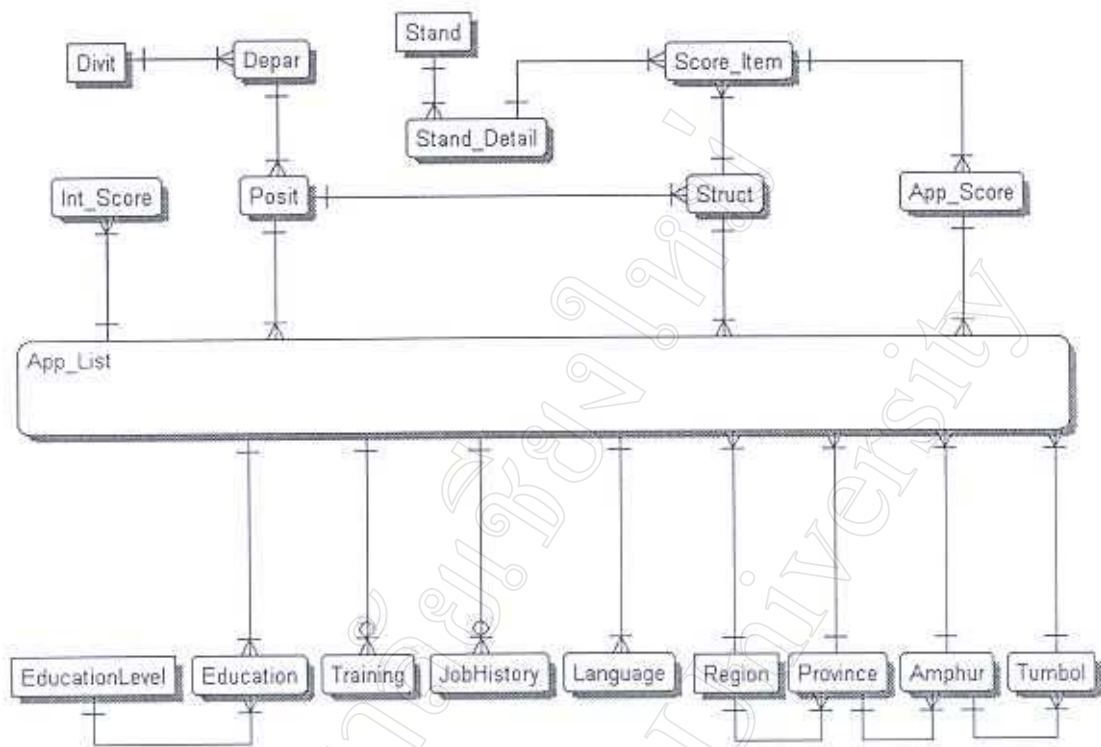 Stand
Divit
Depar
Score_Item
Stand_Detail
Int_Score
Posit
Struct
App_Score
App_List
EducationLevel
Education
Training
JobHistory
Language
Region
Province
Amphur
Tumbol
University